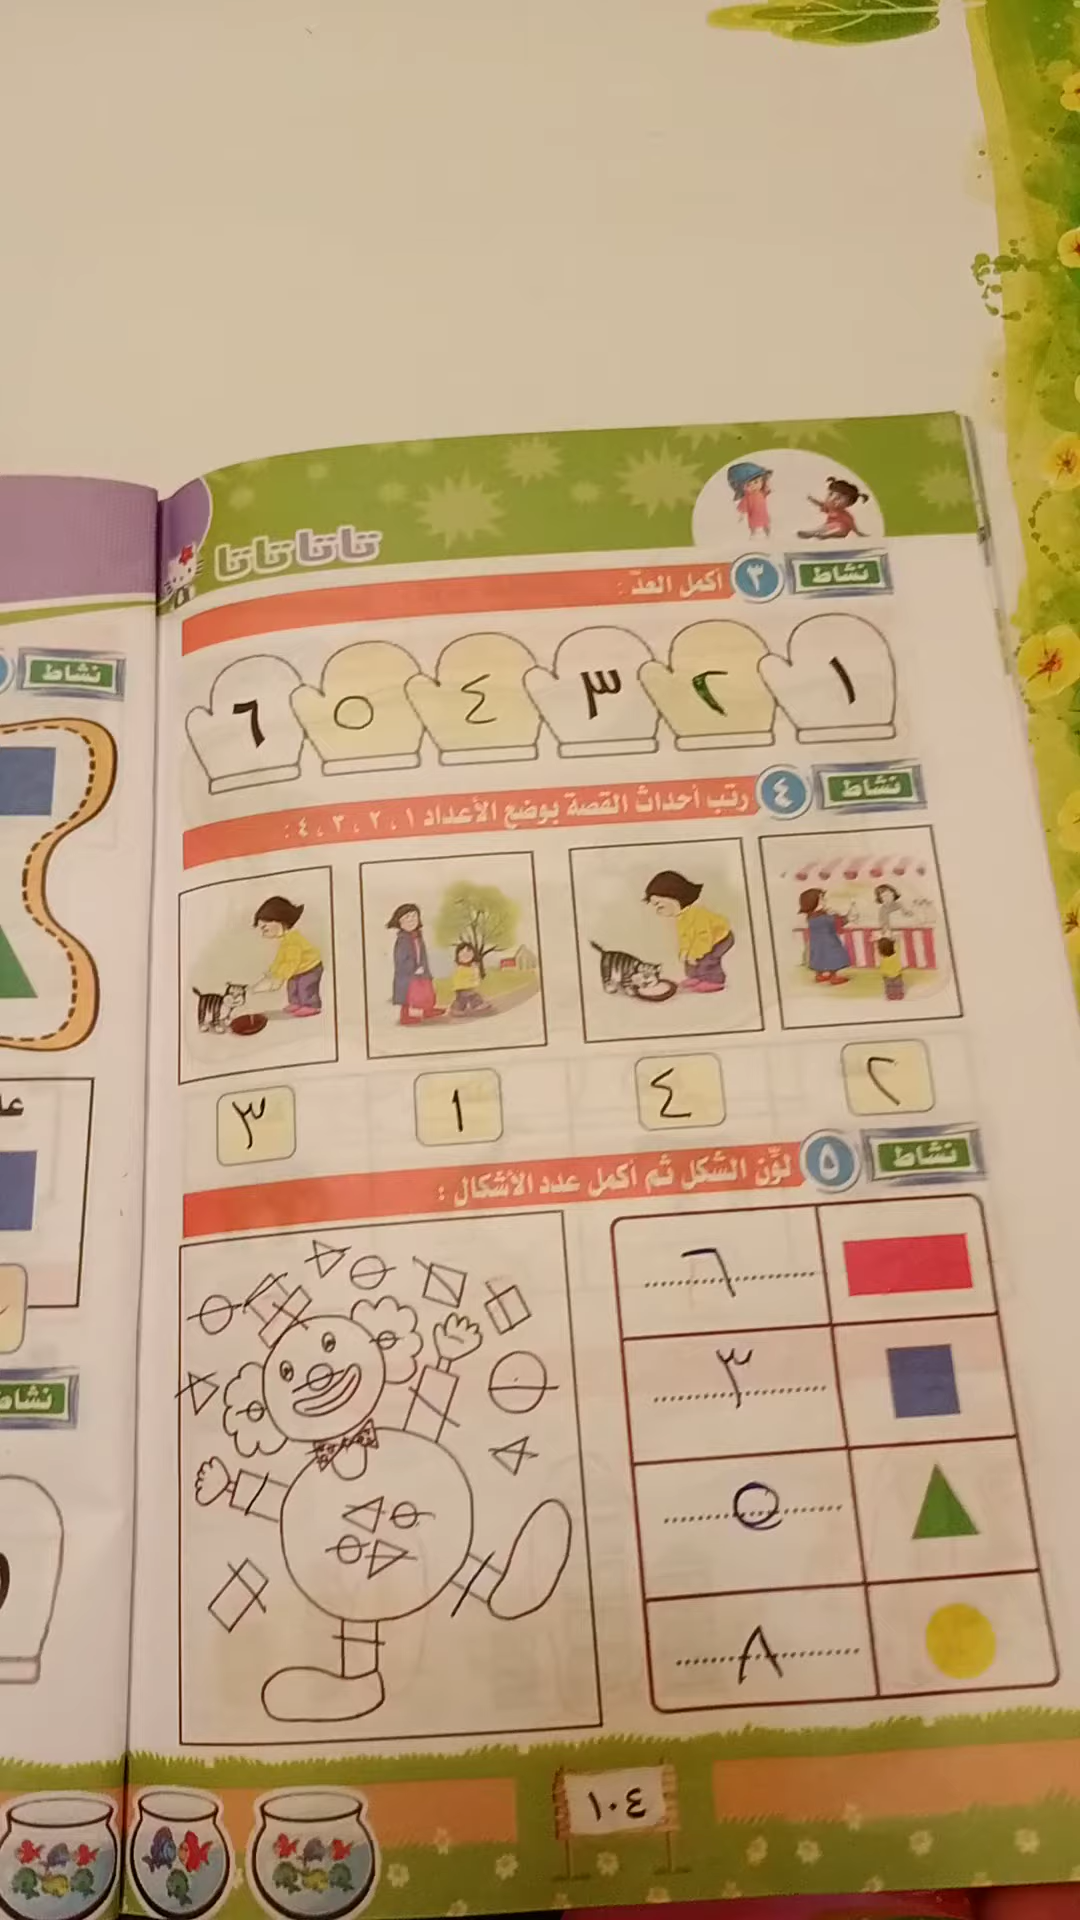 تاتا تاتا
نشاط ٣ أكمل العدّ :
١ ٢ ٣ ٤ ٥ ٦
نشاط ٤ رتب أحداث القصة بوضع الأعداد ١ ، ٢ ، ٣ ، ٤ :
٢ ٤ ١ ٣
نشاط ٥ لوّن الشكل ثم أكمل عدد الأشكال :
٦
٣
٥
٨
١٠٤
نشاط
نشاط